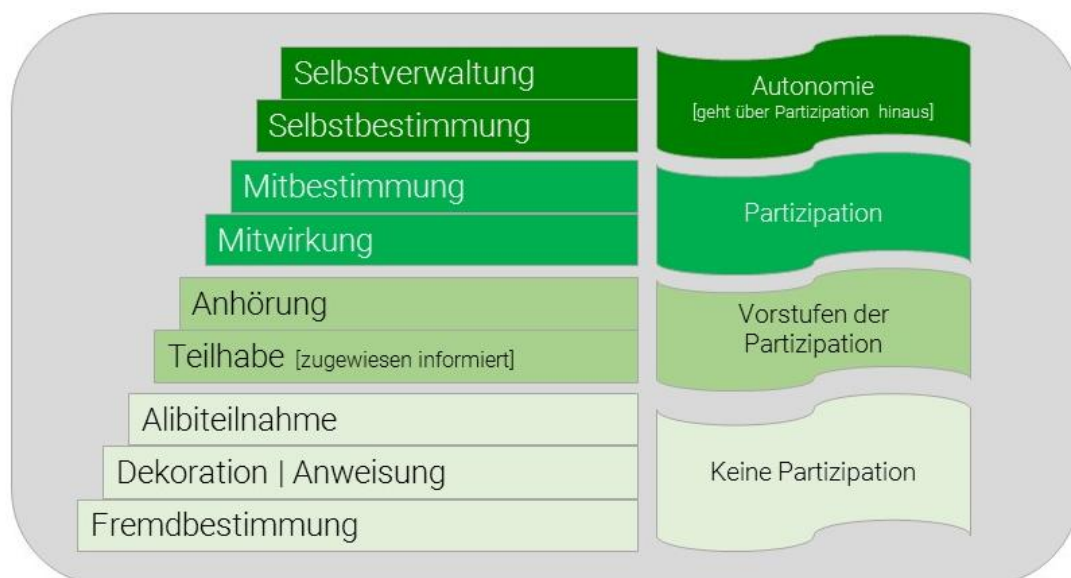 Selbstverwaltung
Selbstbestimmung
Autonomie
[geht über Partizipation hinaus]
Mitbestimmung
Mitwirkung
Partizipation
Anhörung
Teilhabe [zugewiesen informiert]
Vorstufen der
Partizipation
Alibiteilnahme
Dekoration | Anweisung
Fremdbestimmung
Keine Partizipation